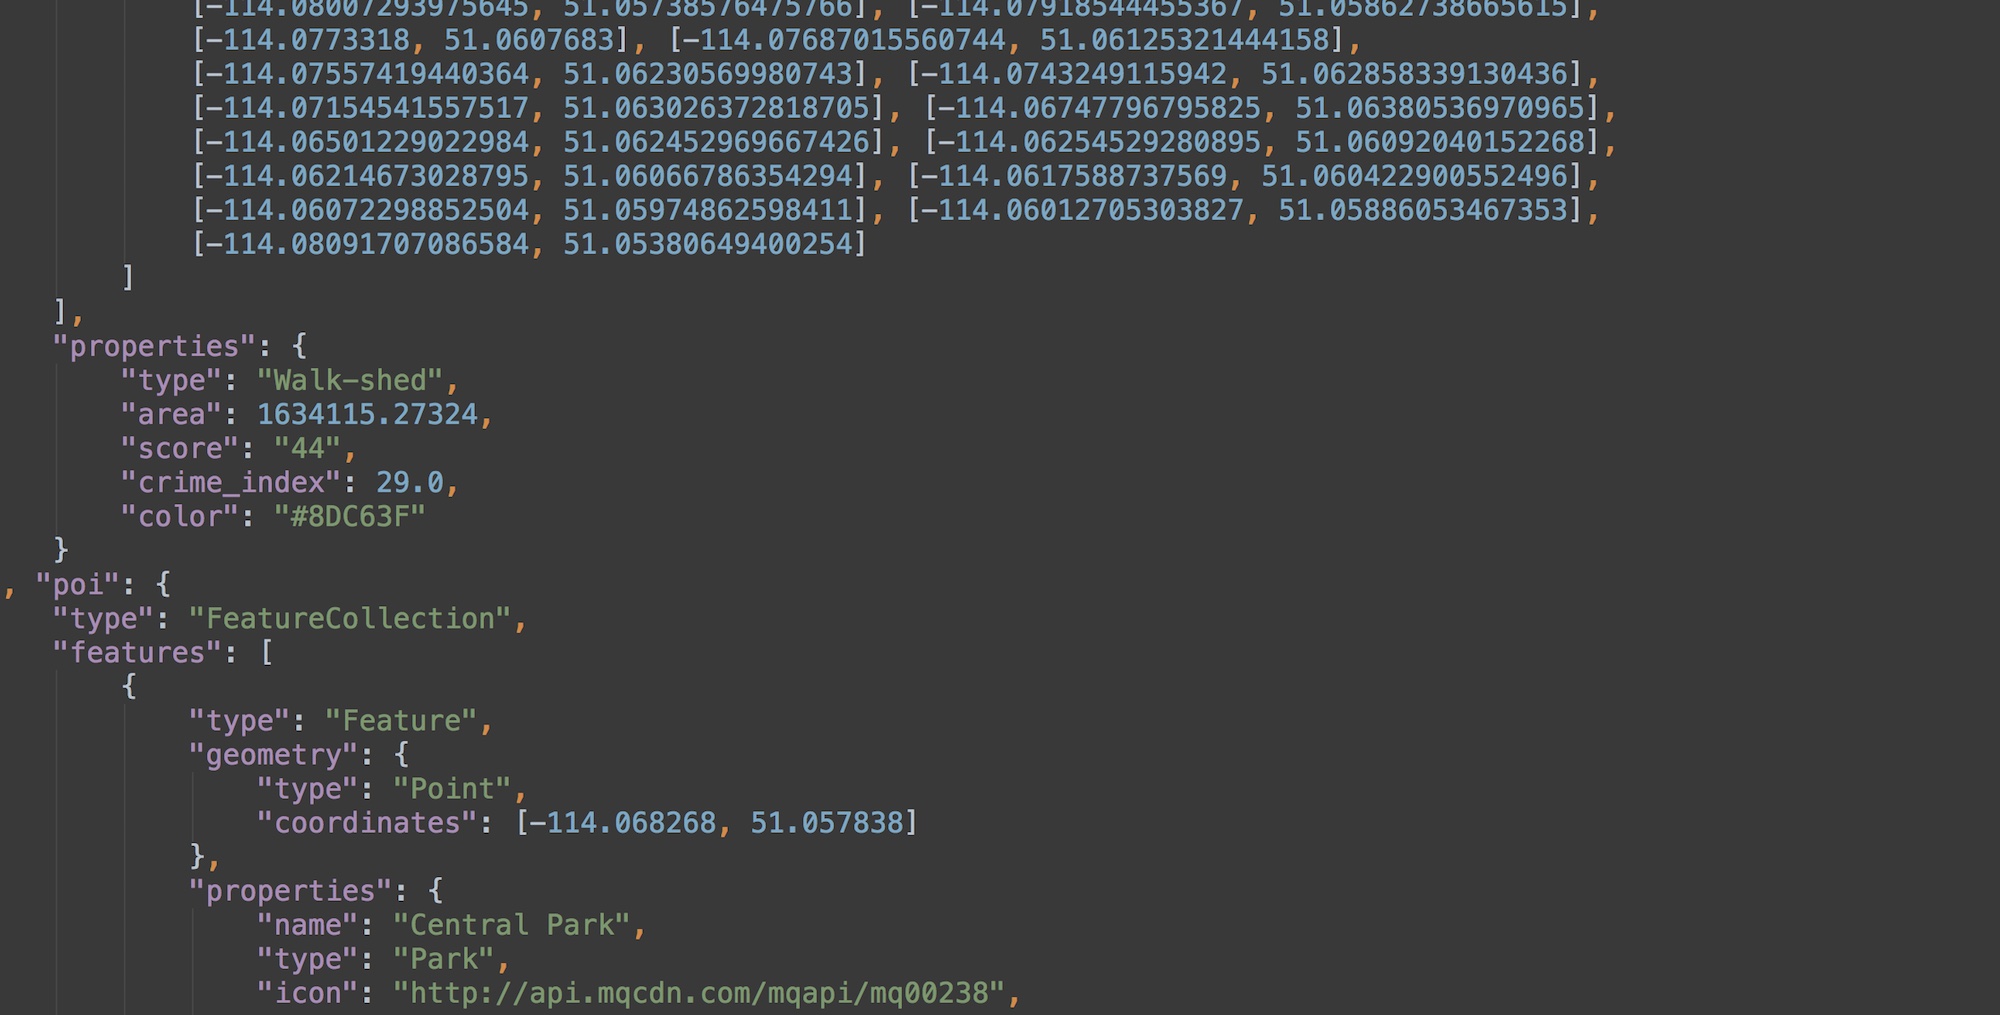 [-114.08007293975645, 51.05738576475766], [-114.07918544455367, 51.05862738665615],
[-114.0773318, 51.0607683], [-114.07687015560744, 51.06125321444158],
[-114.07557419440364, 51.06230569980743], [-114.0743249115942, 51.062858339130436],
[-114.07154541557517, 51.063026372818705], [-114.06747796795825, 51.06380536970965],
[-114.06501229022984, 51.062452969667426], [-114.06254529280895, 51.06092040152268],
[-114.06214673028795, 51.06066786354294], [-114.0617588737569, 51.060422900552496],
[-114.06072298852504, 51.05974862598411], [-114.06012705303827, 51.05886053467353],
[-114.08091707086584, 51.05380649400254]
]
],
"properties": {
"type": "Walk-shed",
"area": 1634115.27324,
"score": "44",
"crime_index": 29.0,
"color": "#8DC63F"
}
, "poi": {
"type": "FeatureCollection",
"features": [
{
"type": "Feature",
"geometry": {
"type": "Point",
"coordinates": [-114.068268, 51.057838]
},
"properties": {
"name": "Central Park",
"type": "Park",
"icon": "http://api.mqcdn.com/mqapi/mq00238",